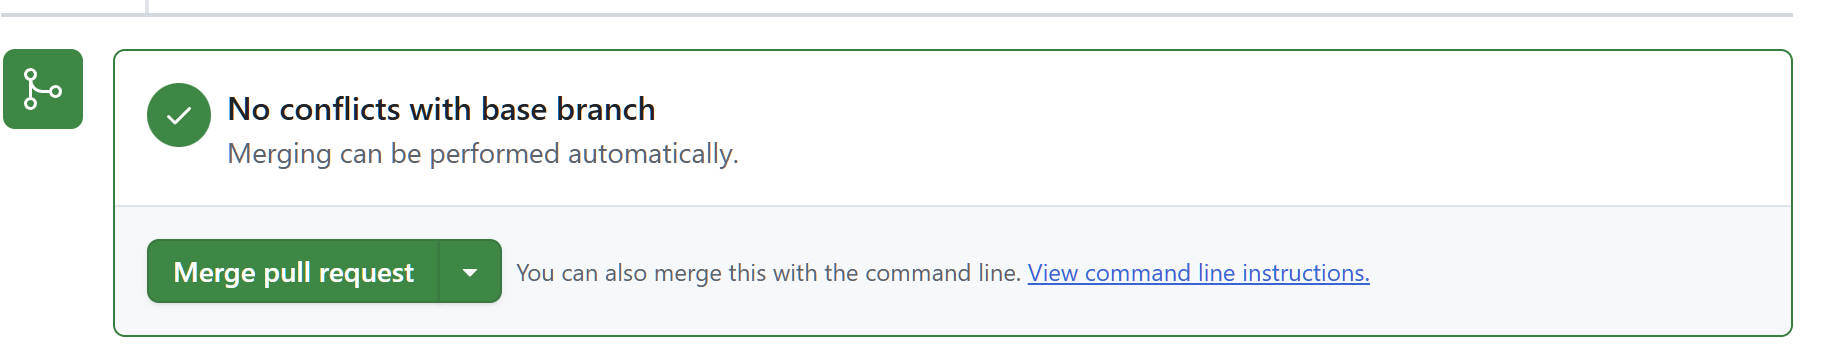 No conflicts with base branch
Merging can be performed automatically.
Merge pull request
You can also merge this with the command line. View command line instructions.